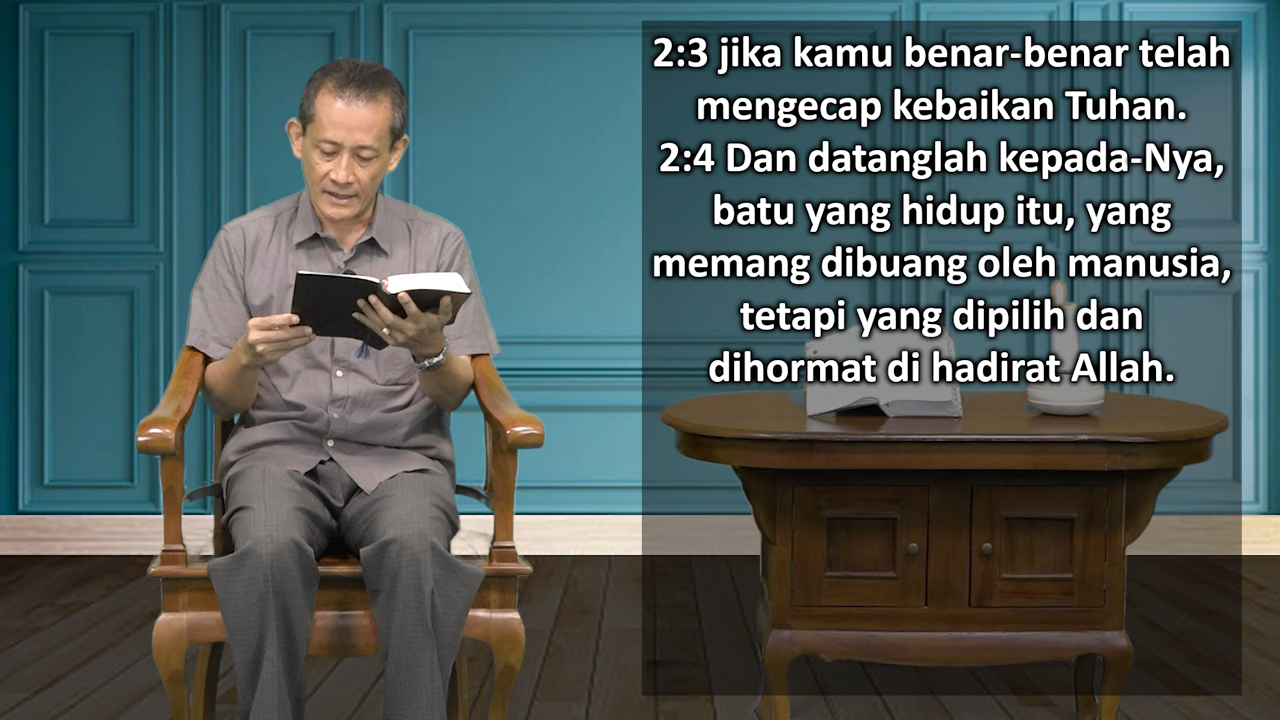 2:3 jika kamu benar-benar telah
mengecap kebaikan Tuhan.
2:4 Dan datanglah kepada-Nya,
batu yang hidup itu, yang
memang dibuang oleh manusia,
tetapi yang dipilih dan
dihormat di hadirat Allah.